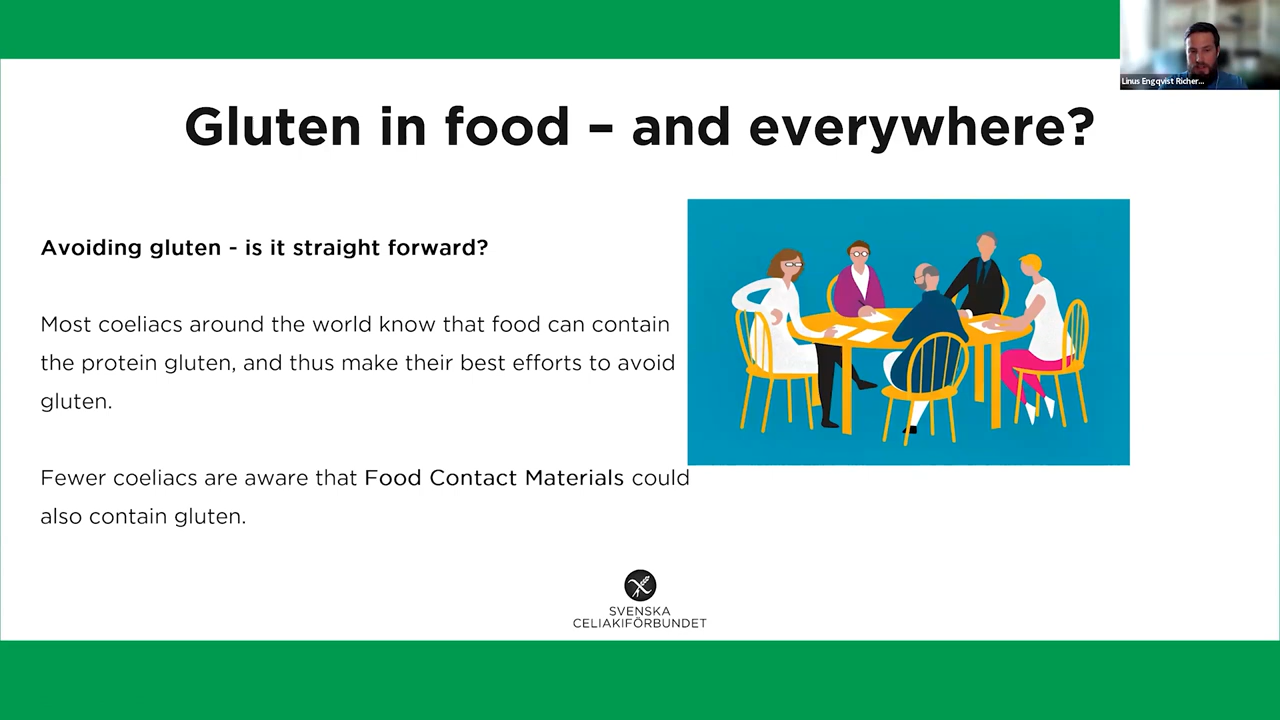 Linus Engqvist Richer...
Gluten in food – and everywhere?
Avoiding gluten - is it straight forward?
Most coeliacs around the world know that food can contain
the protein gluten, and thus make their best efforts to avoid
gluten.
Fewer coeliacs are aware that Food Contact Materials could
also contain gluten.
SVENSKA
CELIAKIFÖRBUNDET